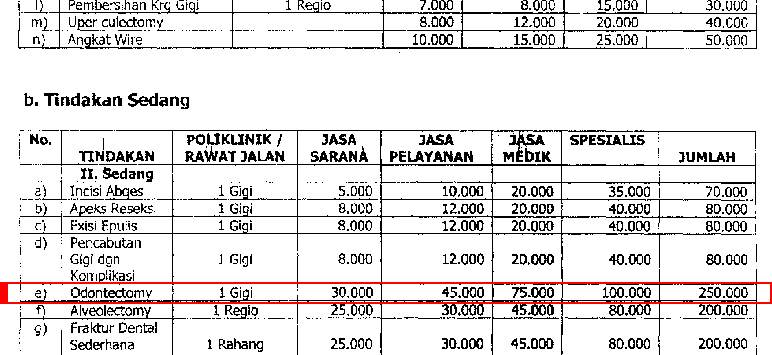 l) Pembersihan Krg Gigi 1 Regio 7.000 8.000 15.000 30.000
m) Uper culectomy 8.000 12.000 20.000 40.000
n) Angkat Wire 10.000 15.000 25.000 50.000
b. Tindakan Sedang
No. TINDAKAN POLIKLINIK / RAWAT JALAN JASA SARANA JASA PELAYANAN JASA MEDIK SPESIALIS JUMLAH
II. Sedang
a) Incisi Abges 1 Gigi 5.000 10.000 20.000 35.000 70.000
b) Apeks Reseks 1 Gigi 8.000 12.000 20.000 40.000 80.000
c) Exisi Epulis 1 Gigi 8.000 12.000 20.000 40.000 80.000
d) Pencabutan
Gigi dgn 1 Gigi 8.000 12.000 20.000 40.000 80.000
Komplikasi
e) Odontectomy 1 Gigi 30.000 45.000 75.000 100.000 250.000
f) Alveolectomy 1 Regio 25.000 30.000 45.000 80.000 200.000
g) Fraktur Dental
Sederhana 1 Rahang 25.000 30.000 45.000 80.000 200.000